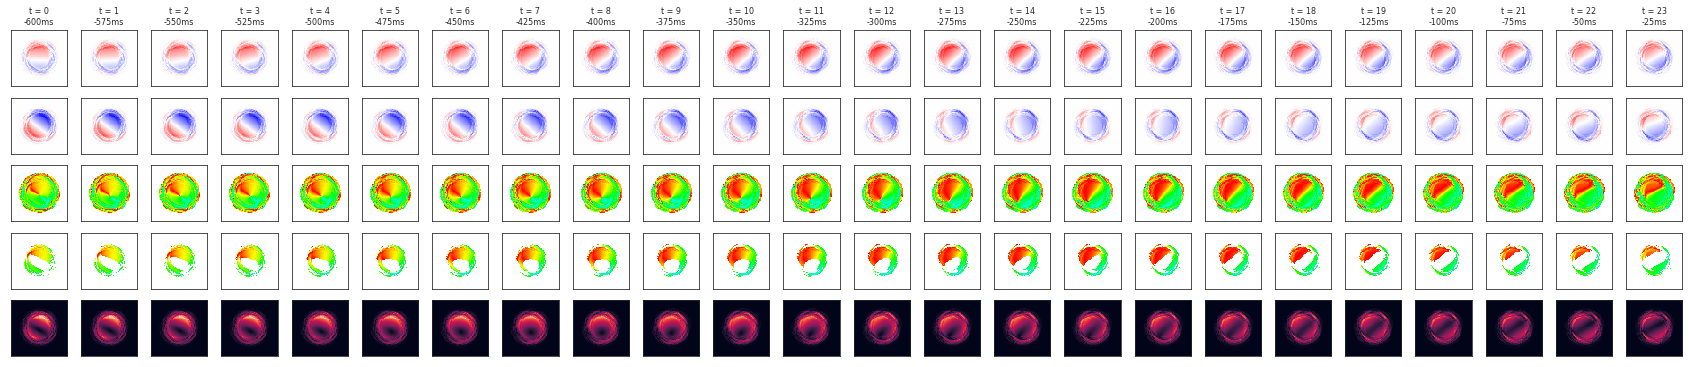 t = 0 t = 1 t = 2 t = 3 t = 4 t = 5 t = 6 t = 7 t = 8 t = 9 t = 10 t = 11 t = 12 t = 13 t = 14 t = 15 t = 16 t = 17 t = 18 t = 19 t = 20 t = 21 t = 22 t = 23
-600ms -575ms -550ms -525ms -500ms -475ms -450ms -425ms -400ms -375ms -350ms -325ms -300ms -275ms -250ms -225ms -200ms -175ms -150ms -125ms -100ms -75ms -50ms -25ms